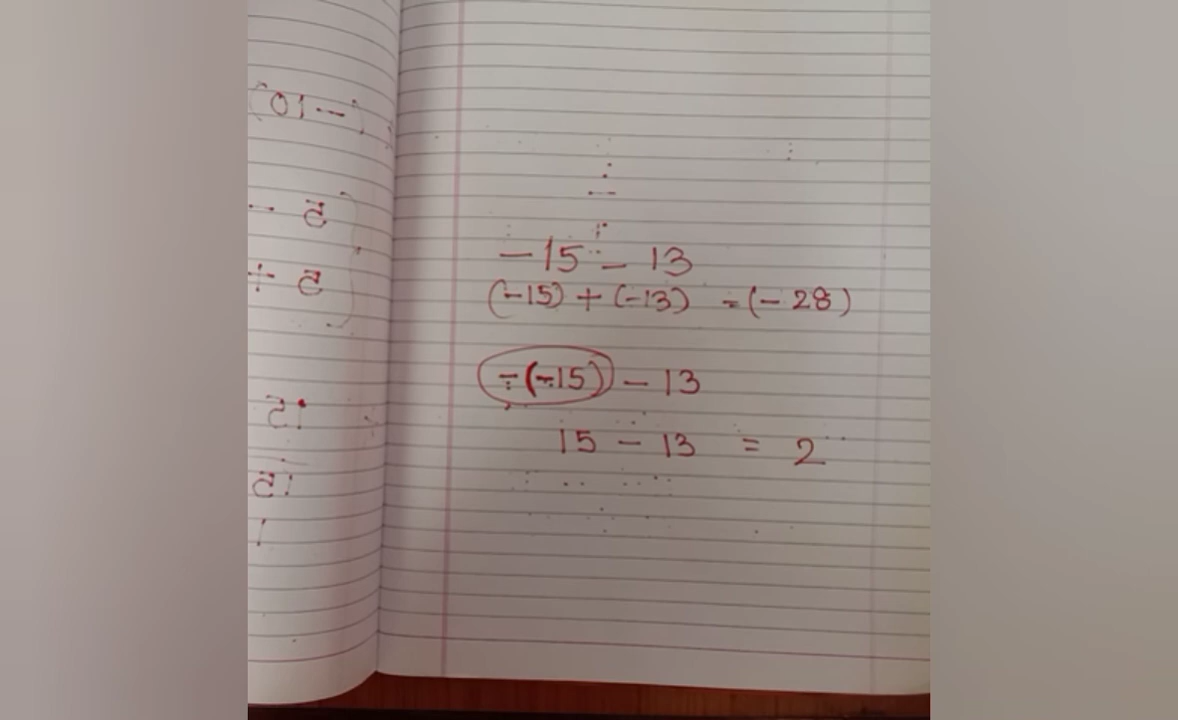 -15 - 13
(-15) + (-13) = (-28)
-(-15) - 13
15 - 13 = 2